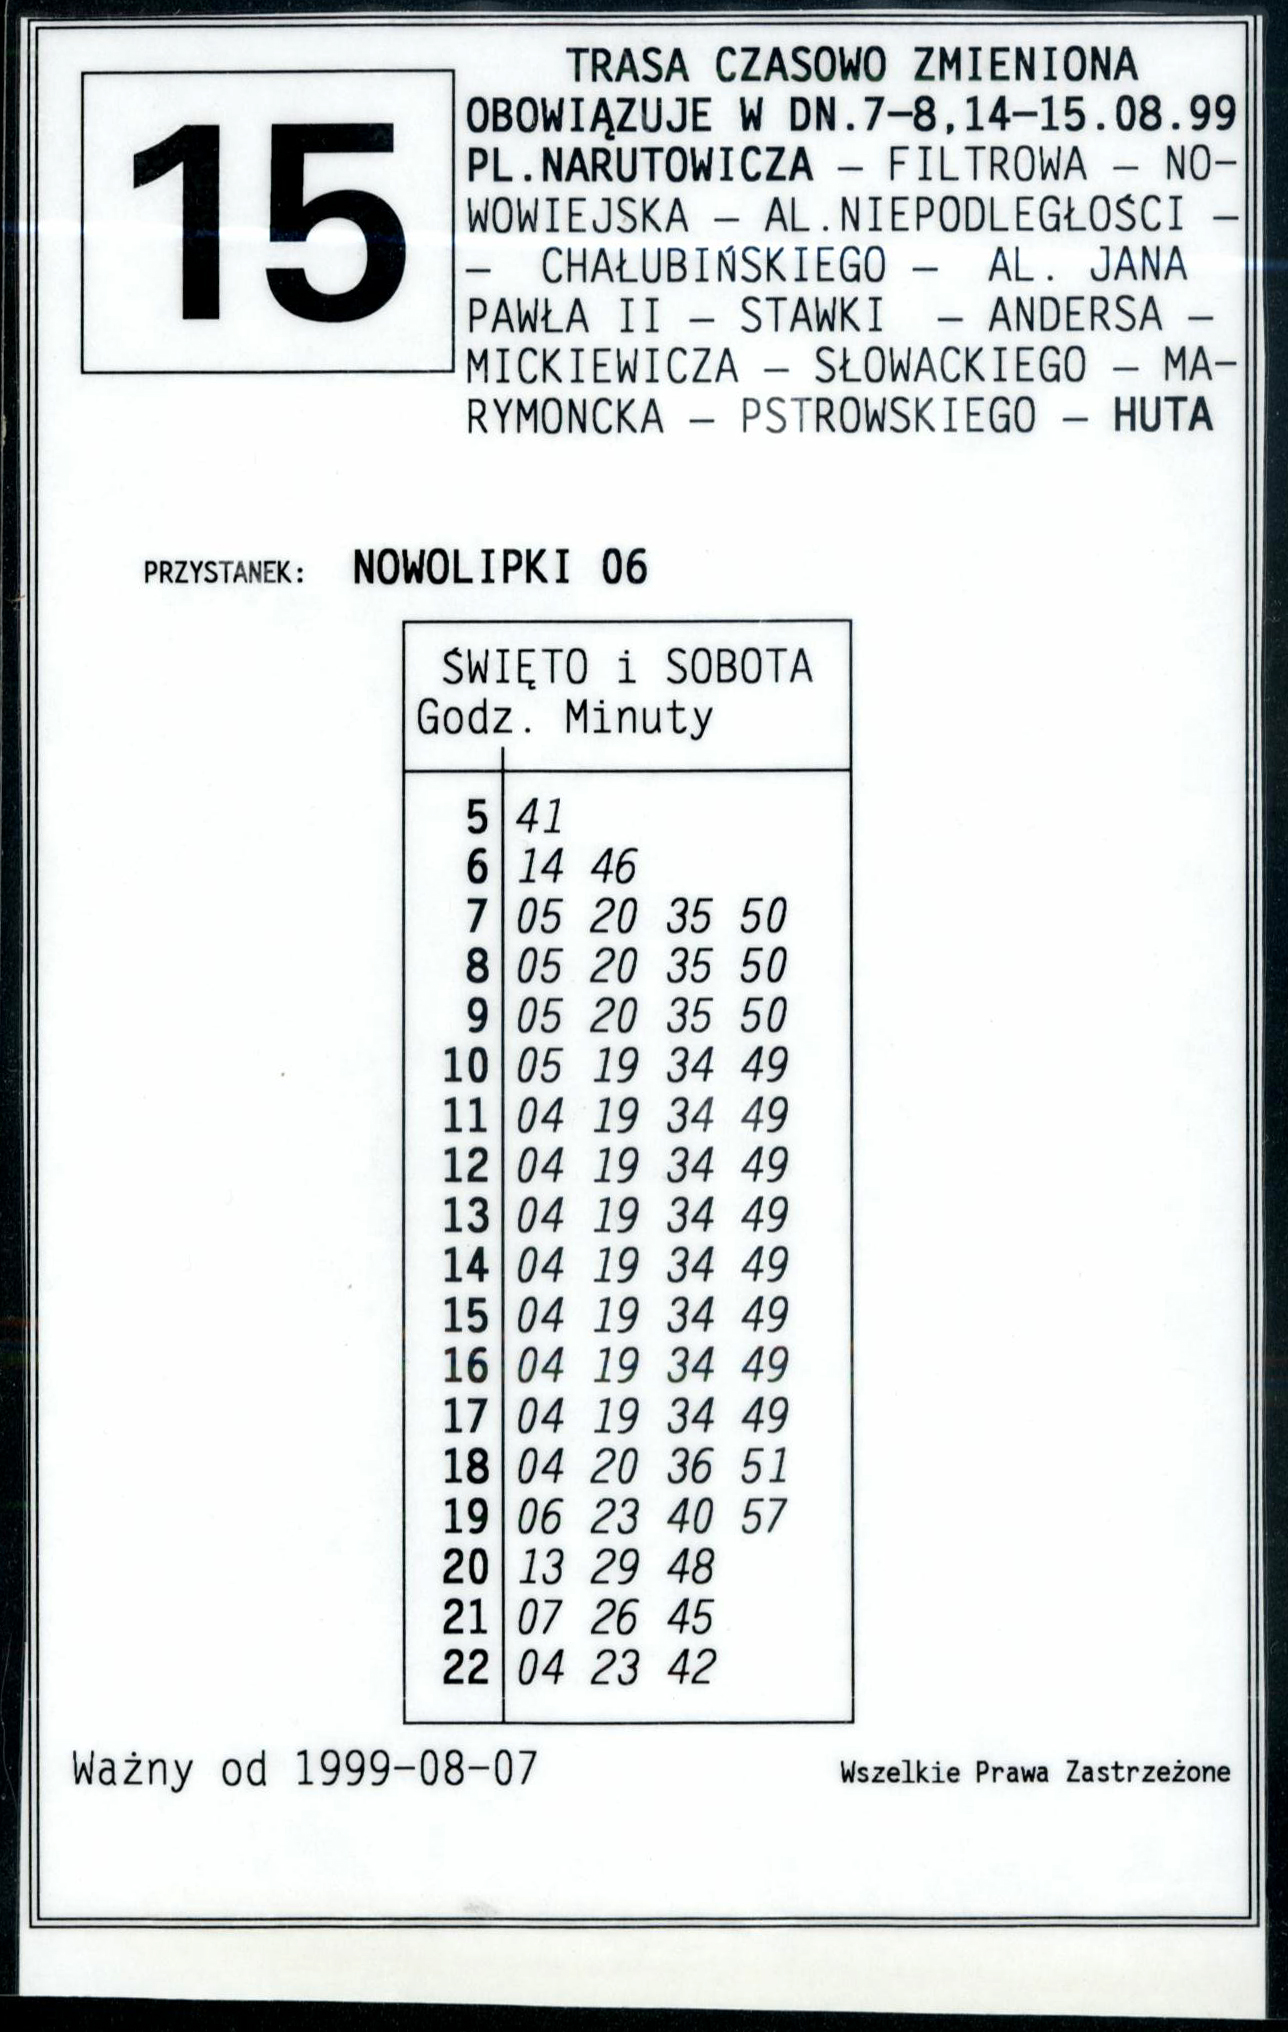 15
TRASA CZASOWO ZMIENIONA
OBOWIĄZUJE W DN.7–8,14–15.08.99
PL.NARUTOWICZA – FILTROWA – NO–
WOWIEJSKA – AL.NIEPODLEGŁOŚCI –
– CHAŁUBIŃSKIEGO – AL. JANA
PAWŁA II – STAWKI – ANDERSA –
MICKIEWICZA – SŁOWACKIEGO – MA–
RYMONCKA – PSTROWSKIEGO – HUTA
PRZYSTANEK: NOWOLIPKI 06
ŚWIĘTO i SOBOTA
Godz. Minuty
5 41
6 14 46
7 05 20 35 50
8 05 20 35 50
9 05 20 35 50
10 05 19 34 49
11 04 19 34 49
12 04 19 34 49
13 04 19 34 49
14 04 19 34 49
15 04 19 34 49
16 04 19 34 49
17 04 19 34 49
18 04 20 36 51
19 06 23 40 57
20 13 29 48
21 07 26 45
22 04 23 42
Ważny od 1999–08–07
Wszelkie Prawa Zastrzeżone